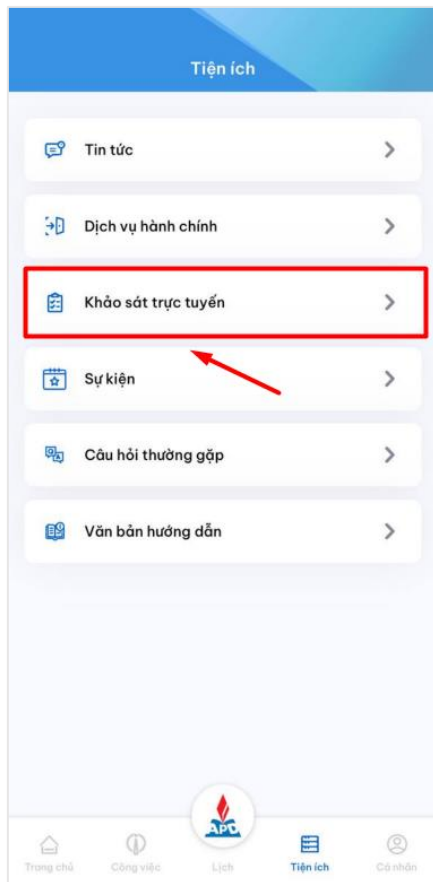 Tiện ích
Tin tức
Dịch vụ hành chính
Khảo sát trực tuyến
Sự kiện
Câu hỏi thường gặp
Văn bản hướng dẫn
APD
Trang chủ
Công việc
Lịch
Tiện ích
Cá nhân